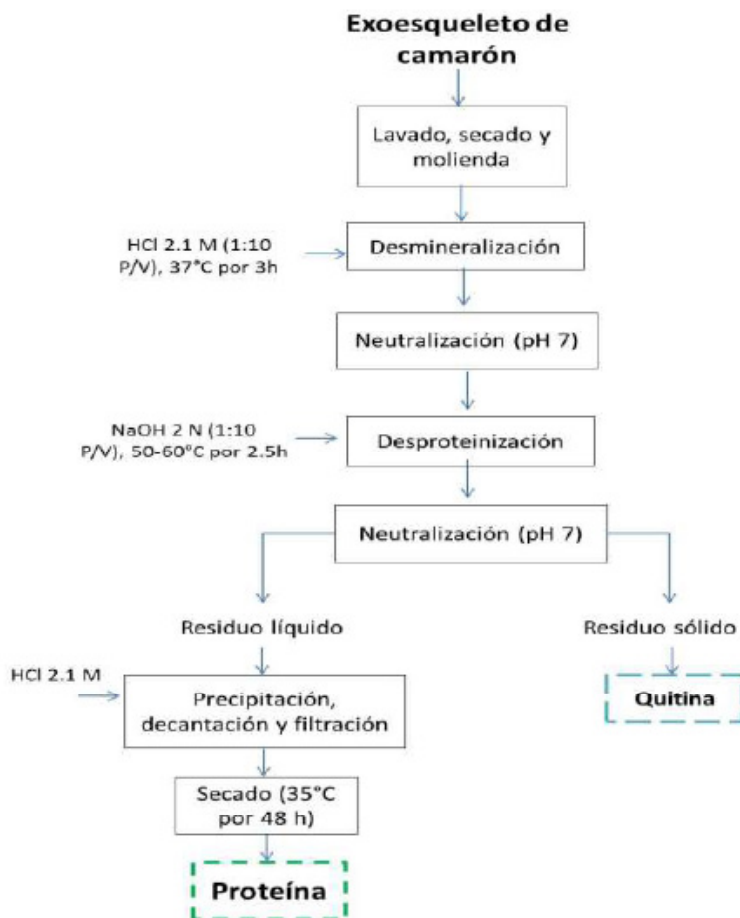 Exoesqueleto de
camarón
Lavado, secado y
molienda
HCl 2.1 M (1:10
P/V), 37°C por 3h
Desmineralización
Neutralización (pH 7)
NaOH 2 N (1:10
P/V), 50-60°C por 2.5h
Desproteinización
Neutralización (pH 7)
Residuo líquido
Residuo sólido
HCl 2.1 M
Precipitación,
decantación y filtración
Quitina
Secado (35°C
por 48 h)
Proteína